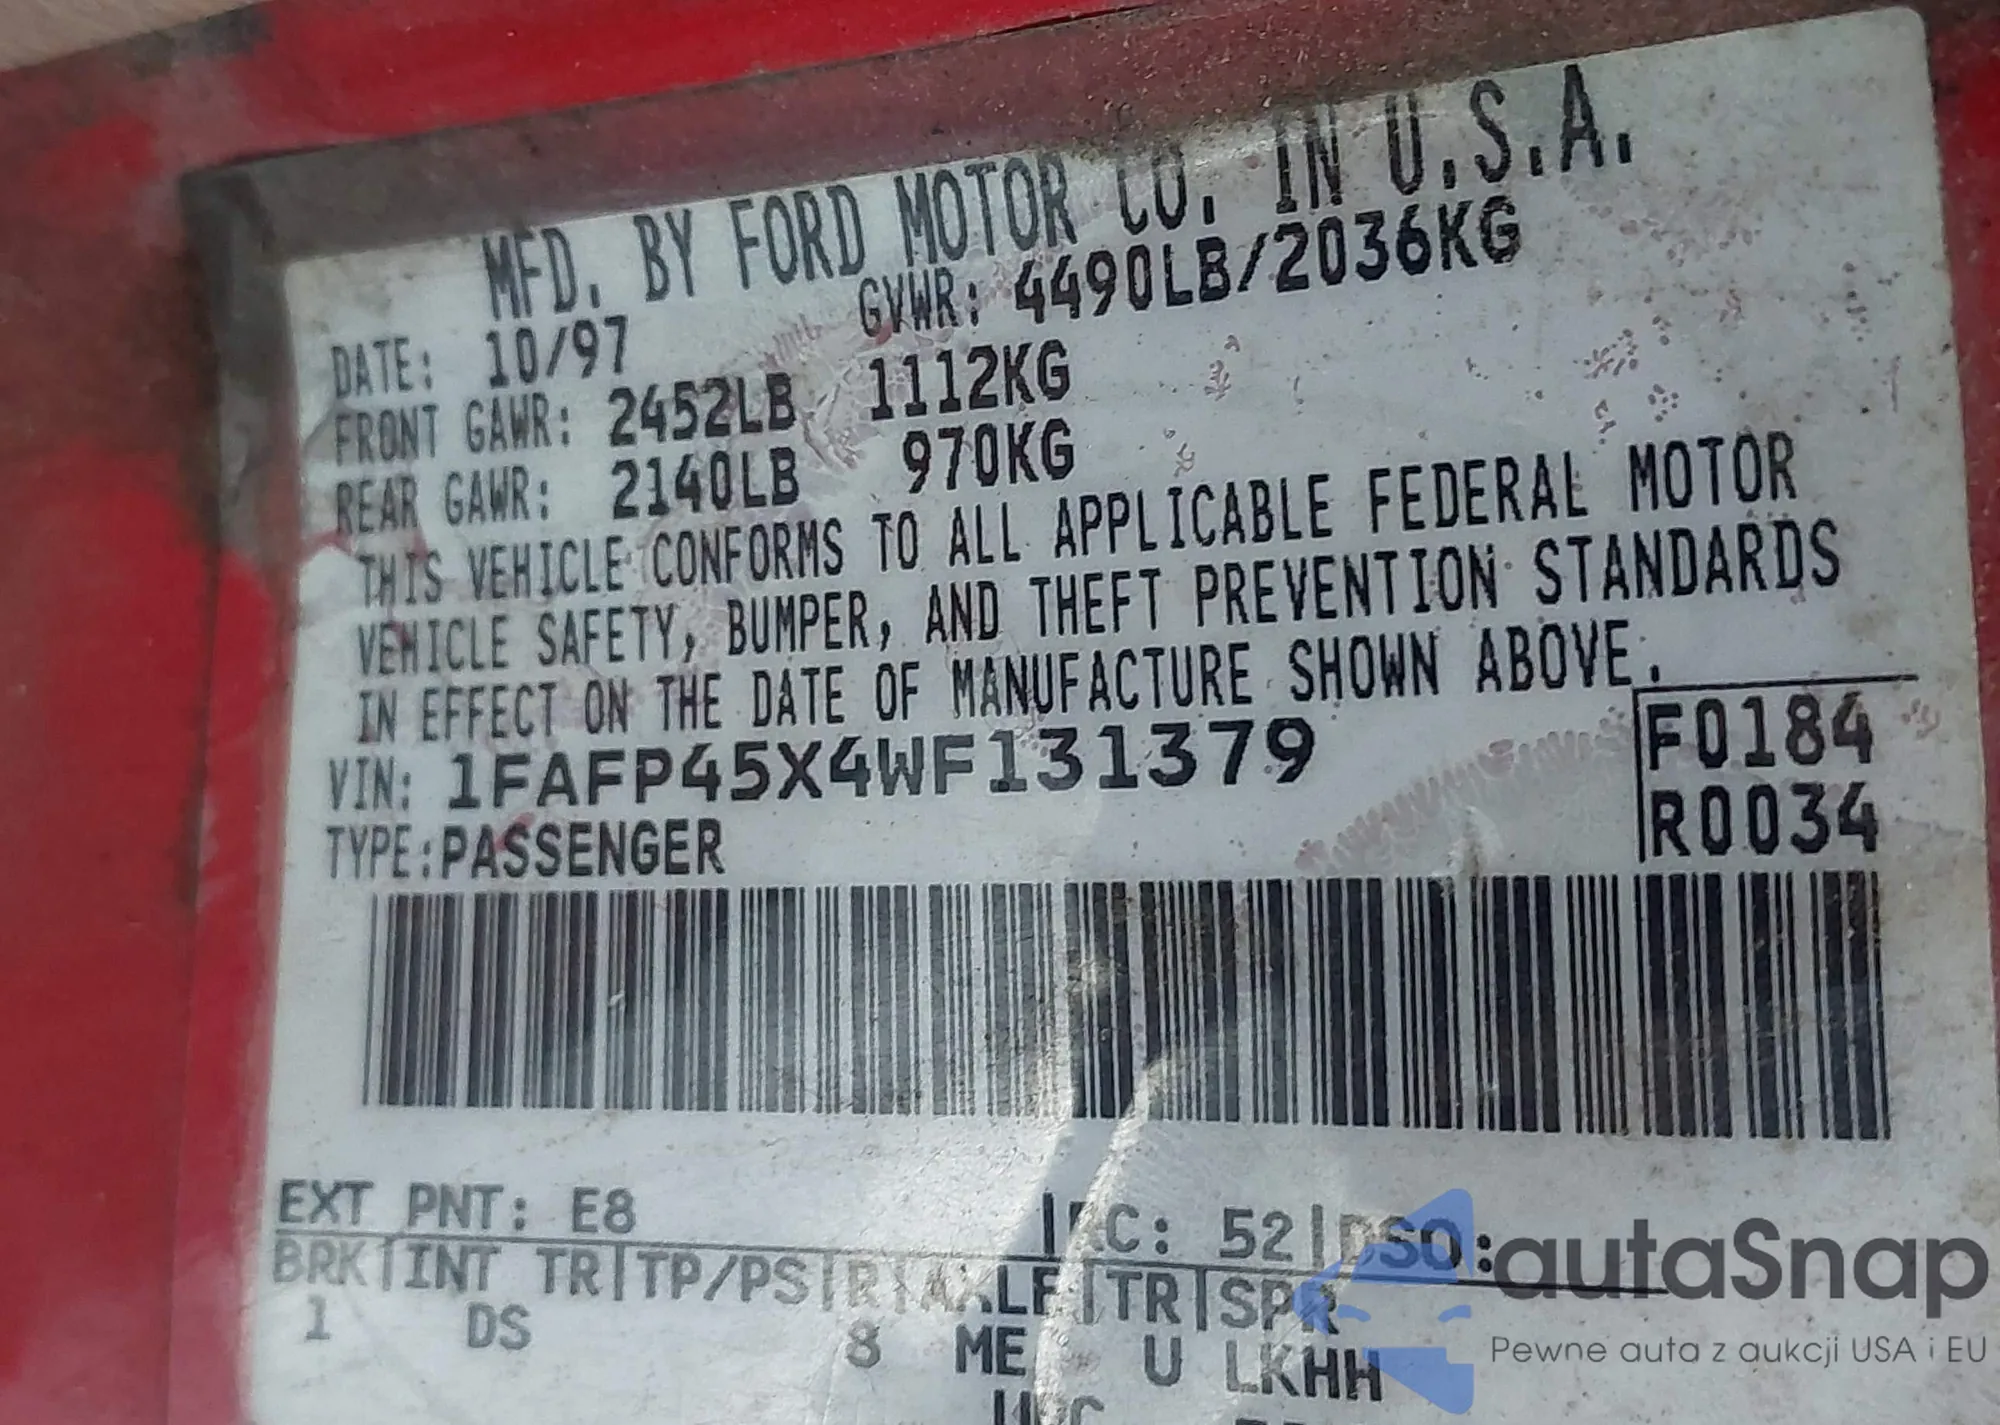 MFD. BY FORD MOTOR CO. IN U.S.A.
DATE: 10/97 GVWR: 4490LB/2036KG
FRONT GAWR: 2452LB 1112KG
REAR GAWR: 2140LB 970KG
THIS VEHICLE CONFORMS TO ALL APPLICABLE FEDERAL MOTOR
VEHICLE SAFETY, BUMPER, AND THEFT PREVENTION STANDARDS
IN EFFECT ON THE DATE OF MANUFACTURE SHOWN ABOVE.
VIN: 1FAFP45X4WF131379
F0184
TYPE:PASSENGER
R0034
EXT PNT: E8 RC: 52 DSO:
BRK INT TR TP/PS R AXLE TR SPR
1 DS 8 ME U LKHH
autaSnap
Pewne auta z aukcji USA i EU